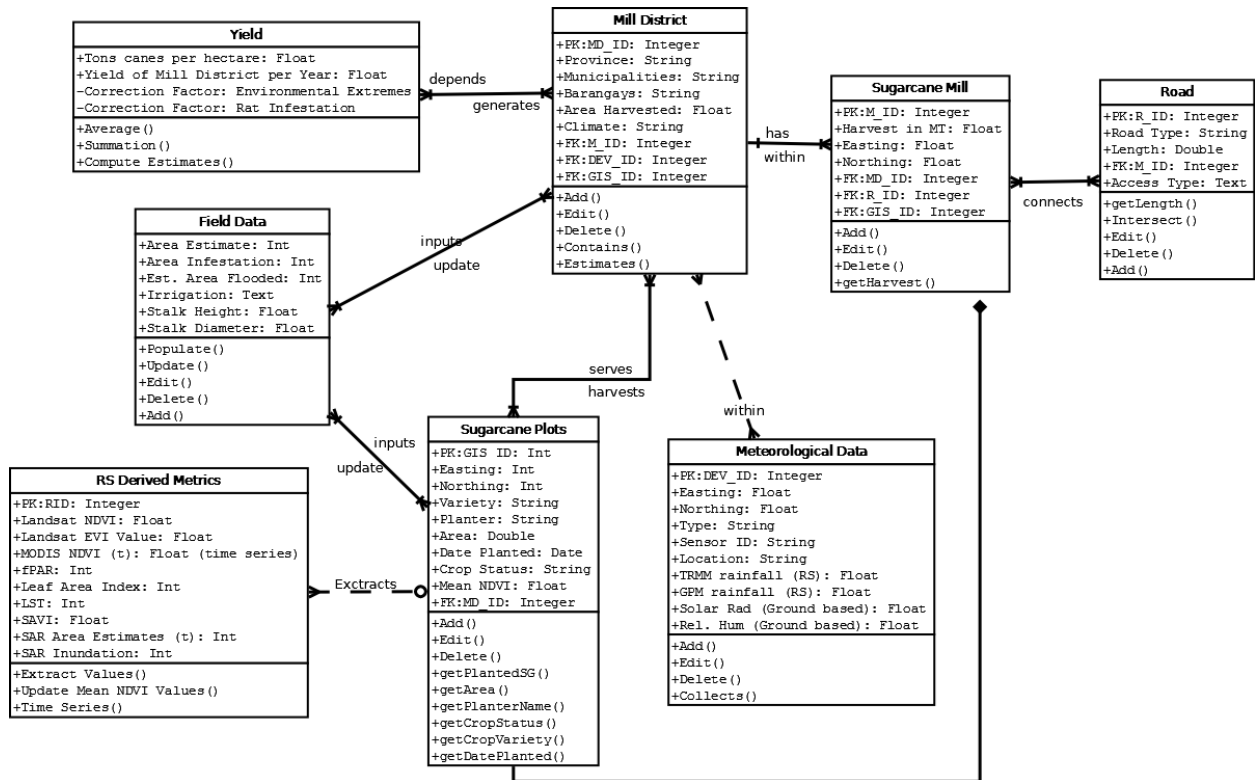 Yield
+Tons canes per hectare: Float
+Yield of Mill District per Year: Float
-Correction Factor: Environmental Extremes
-Correction Factor: Rat Infestation
+Average()
+Summation()
+Compute Estimates()
depends
generates
Mill District
+PK:MD_ID: Integer
+Province: String
+Municipalities: String
+Barangays: String
+Area Harvested: Float
+Climate: String
+FK:M_ID: Integer
+FK:DEV_ID: Integer
+FK:GIS_ID: Integer
+Add()
+Edit()
+Delete()
+Contains()
+Estimates()
has
within
Sugarcane Mill
+PK:M_ID: Integer
+Harvest in MT: Float
+Easting: Float
+Northing: Float
+FK:MD_ID: Integer
+FK:R_ID: Integer
+FK:GIS_ID: Integer
+Add()
+Edit()
+Delete()
+getHarvest()
connects
Road
+PK:R_ID: Integer
+Road Type: String
+Length: Double
+FK:M_ID: Integer
+Access Type: Text
+getLength()
+Intersect()
+Edit()
+Delete()
+Add()
Field Data
+Area Estimate: Int
+Area Infestation: Int
+Est. Area Flooded: Int
+Irrigation: Text
+Stalk Height: Float
+Stalk Diameter: Float
+Populate()
+Update()
+Edit()
+Delete()
+Add()
inputs
update
serves
harvests
within
inputs
update
RS Derived Metrics
+PK:RID: Integer
+Landsat NDVI: Float
+Landsat EVI Value: Float
+MODIS NDVI (t): Float (time series)
+fPAR: Int
+Leaf Area Index: Int
+LST: Int
+SAVI: Float
+SAR Area Estimates (t): Int
+SAR Inundation: Int
+Extract Values()
+Update Mean NDVI Values()
+Time Series()
Exctracts
Sugarcane Plots
+PK:GIS_ID: Int
+Easting: Int
+Northing: Int
+Variety: String
+Planter: String
+Area: Double
+Date Planted: Date
+Crop Status: String
+Mean NDVI: Float
+FK:MD_ID: Integer
+Add()
+Edit()
+Delete()
+getPlantedSG()
+getArea()
+getPlanterName()
+getCropStatus()
+getCropVariety()
+getDatePlanted()
Meteorological Data
+PK:DEV_ID: Integer
+Easting: Float
+Northing: Float
+Type: String
+Sensor ID: String
+Location: String
+TRMM rainfall (RS): Float
+GPM rainfall (RS): Float
+Solar Rad (Ground based): Float
+Rel. Hum (Ground based): Float
+Add()
+Edit()
+Delete()
+Collects()